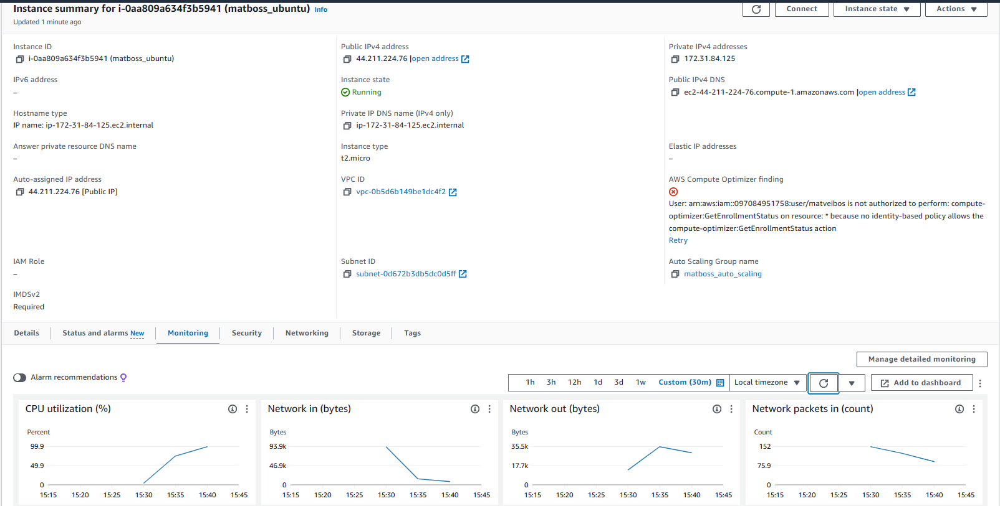 Instance summary for i-0aa809a634f3b5941 (matboss_ubuntu) Info
Connect
Instance state
Actions
Updated 1 minute ago
Instance ID
i-0aa809a634f3b5941 (matboss_ubuntu)
Public IPv4 address
44.211.224.76 |open address
Private IPv4 addresses
172.31.84.125
IPv6 address
–
Instance state
Running
Public IPv4 DNS
ec2-44-211-224-76.compute-1.amazonaws.com |open address
Hostname type
IP name: ip-172-31-84-125.ec2.internal
Private IP DNS name (IPv4 only)
ip-172-31-84-125.ec2.internal
Answer private resource DNS name
–
Instance type
t2.micro
Elastic IP addresses
–
Auto-assigned IP address
44.211.224.76 [Public IP]
VPC ID
vpc-0b5d6b149be1dc4f2
AWS Compute Optimizer finding
User: arn:aws:iam::097084951758:user/matveibos is not authorized to perform: compute-
optimizer:GetEnrollmentStatus on resource: * because no identity-based policy allows the
compute-optimizer:GetEnrollmentStatus action
Retry
IAM Role
–
Subnet ID
subnet-0d672b3db5dc0d5ff
Auto Scaling Group name
matboss_auto_scaling
IMDSv2
Required
Details
Status and alarms New
Monitoring
Security
Networking
Storage
Tags
Manage detailed monitoring
Alarm recommendations
1h 3h 12h 1d 3d 1w Custom (30m)
Local timezone
Add to dashboard
CPU utilization (%)
Percent
99.9
49.9
0
15:15 15:20 15:25 15:30 15:35 15:40 15:45
Network in (bytes)
Bytes
93.9k
46.9k
0
15:15 15:20 15:25 15:30 15:35 15:40 15:45
Network out (bytes)
Bytes
35.5k
17.7k
0
15:15 15:20 15:25 15:30 15:35 15:40 15:45
Network packets in (count)
Count
152
75.9
0
15:15 15:20 15:25 15:30 15:35 15:40 15:45